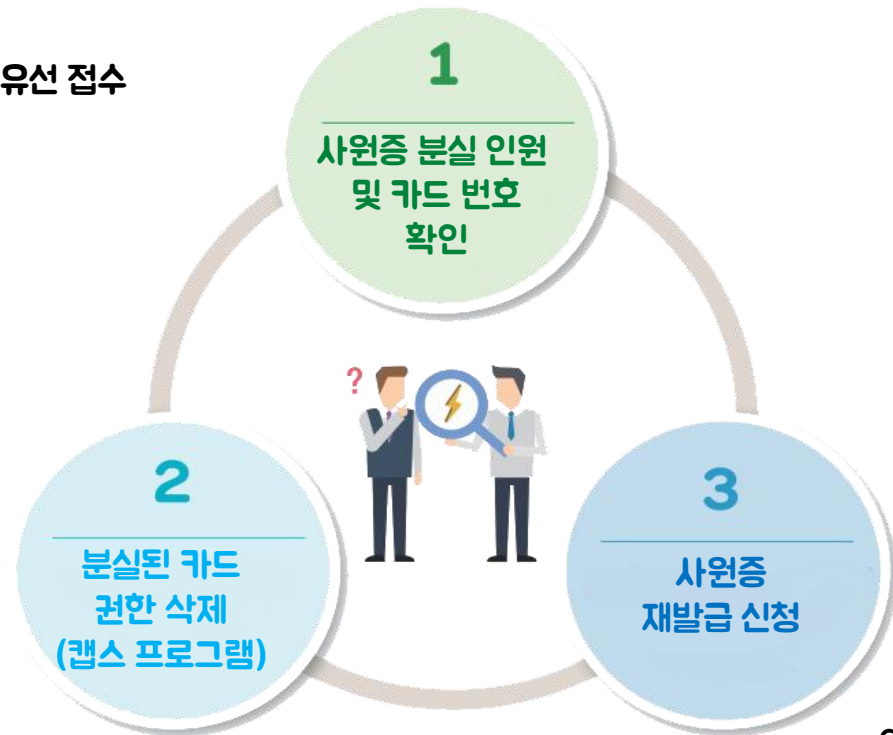 유선 접수
1
사원증 분실 인원
및 카드 번호
확인
?
2
분실된 카드
권한 삭제
(캡스 프로그램)
3
사원증
재발급 신청